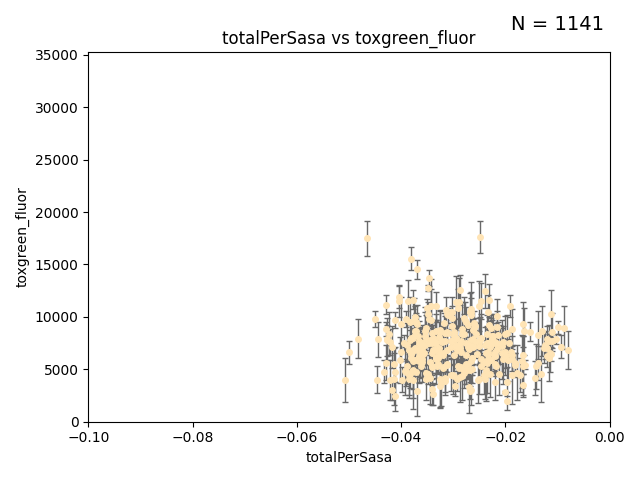 N = 1141
totalPerSasa vs toxgreen_fluor
35000
30000
25000
20000
15000
10000
5000
0
toxgreen_fluor
−0.10 −0.08 −0.06 −0.04 −0.02 0.00
totalPerSasa